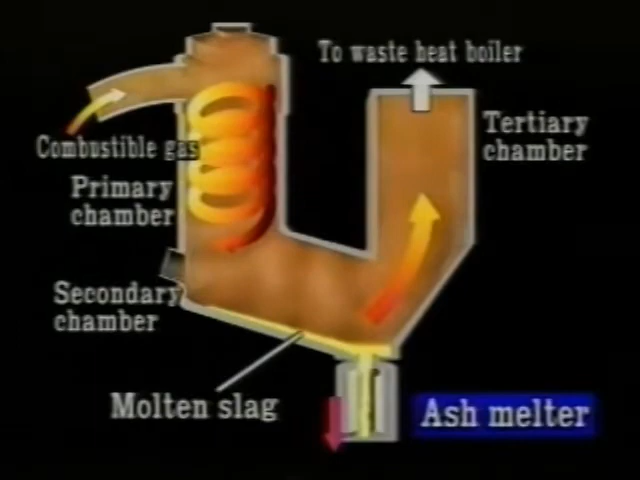 To waste heat boiler
Combustible gas
Tertiary
chamber
Primary
chamber
Secondary
chamber
Molten slag
Ash melter